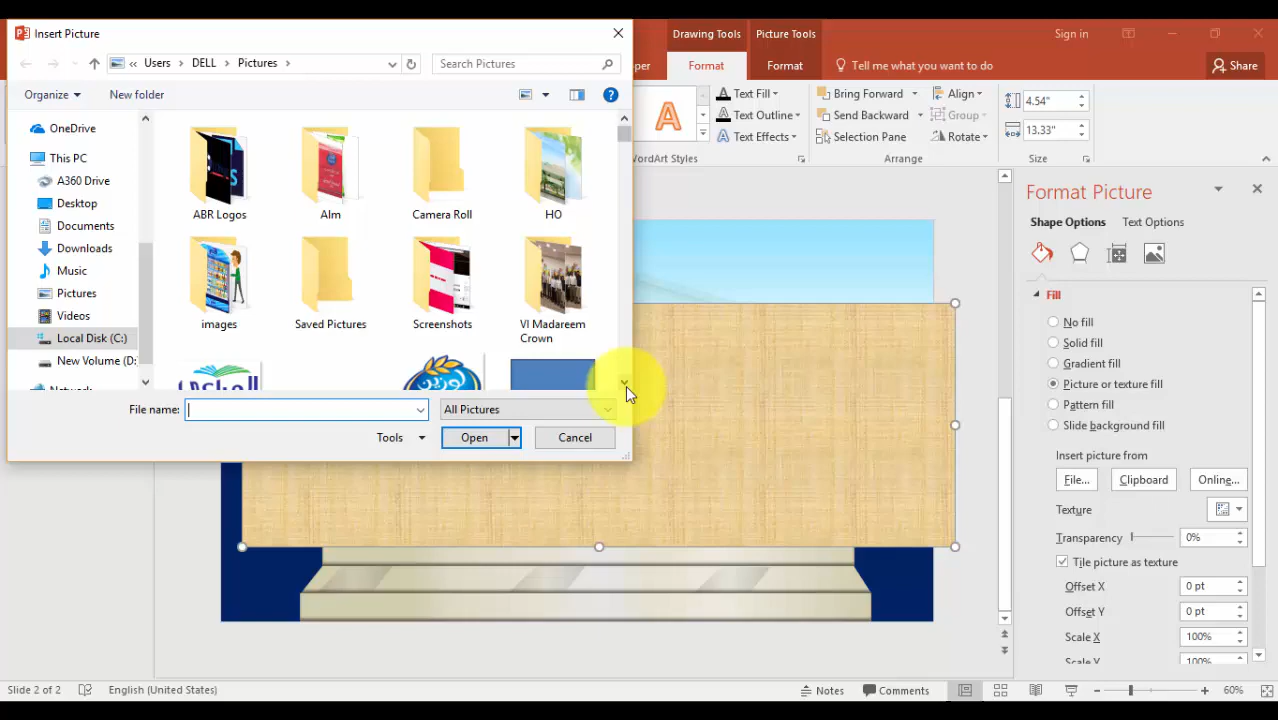 Insert Picture
Users DELL Pictures
Search Pictures
Organize New folder
OneDrive
This PC
A360 Drive
Desktop
Documents
Downloads
Music
Pictures
Videos
Local Disk (C:)
New Volume (D:
ABR Logos Alm Camera Roll HO
images Saved Pictures Screenshots VI Madareem Crown
File name: All Pictures
Tools Open Cancel
Drawing Tools Picture Tools
Sign in
Format Format Tell me what you want to do Share
Text Fill Bring Forward Align 4.54"
Text Outline Send Backward Group 13.33"
Text Effects Selection Pane Rotate
Arrange Size
Format Picture
Shape Options Text Options
Fill
No fill
Solid fill
Gradient fill
Picture or texture fill
Pattern fill
Slide background fill
Insert picture from
File... Clipboard Online...
Texture
Transparency 0%
Tile picture as texture
Offset X 0 pt
Offset Y 0 pt
Scale X 100%
Scale Y 100%
Slide 2 of 2 English (United States) Notes Comments 60%